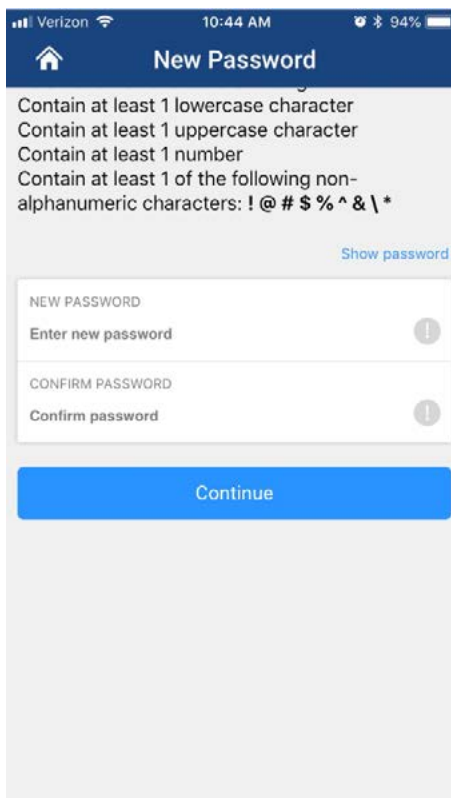 Verizon 10:44 AM 94%
New Password
Contain at least 1 lowercase character
Contain at least 1 uppercase character
Contain at least 1 number
Contain at least 1 of the following non-
alphanumeric characters: ! @ # $ % ^ & \ *
Show password
NEW PASSWORD
Enter new password
CONFIRM PASSWORD
Confirm password
Continue